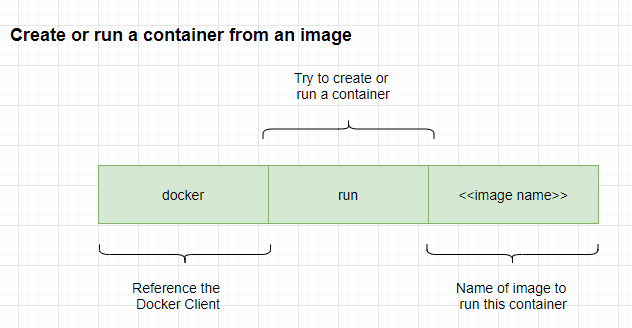 Create or run a container from an image
Try to create or
run a container
docker
run
<<image name>>
Reference the
Docker Client
Name of image to
run this container